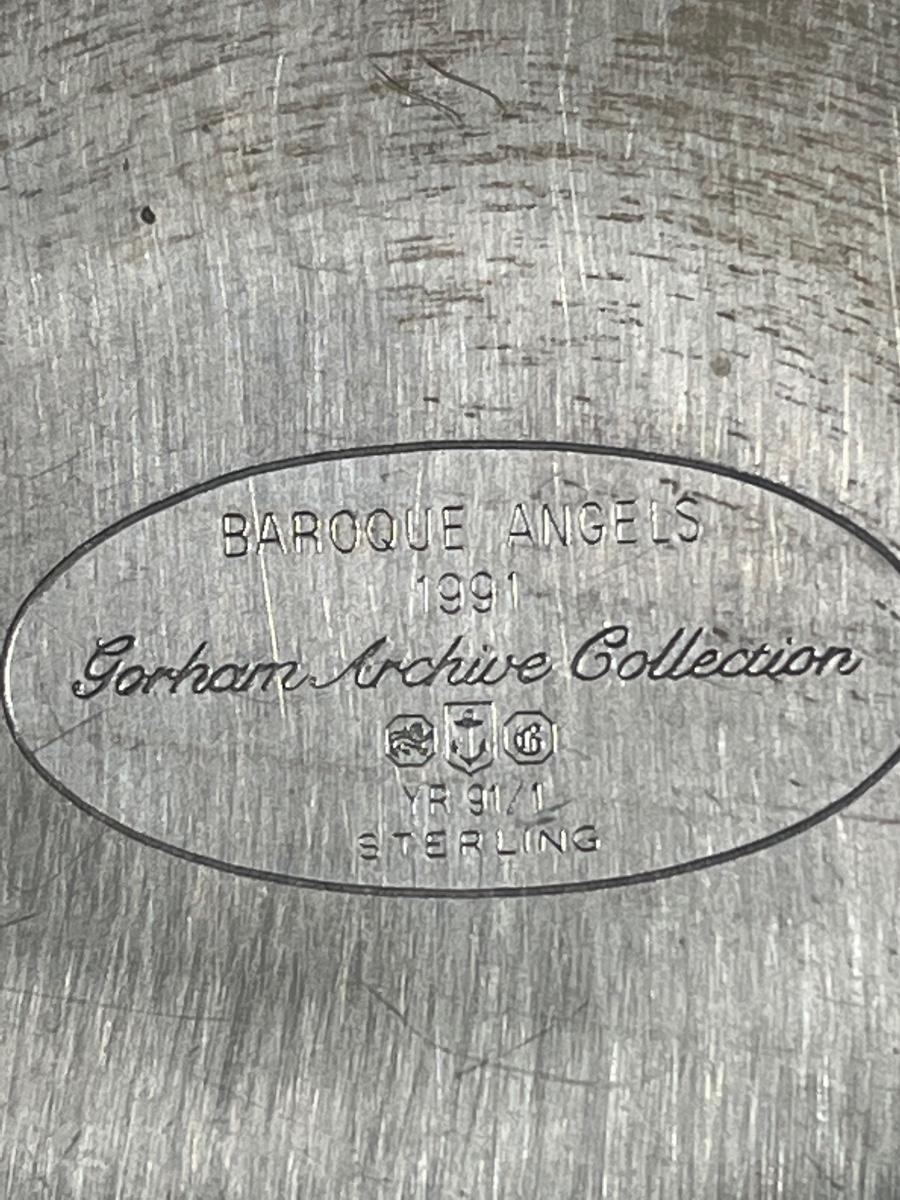 BAROQUE ANGELS
1991
Gorham Archive Collection
G
YR 91/1
STERLING